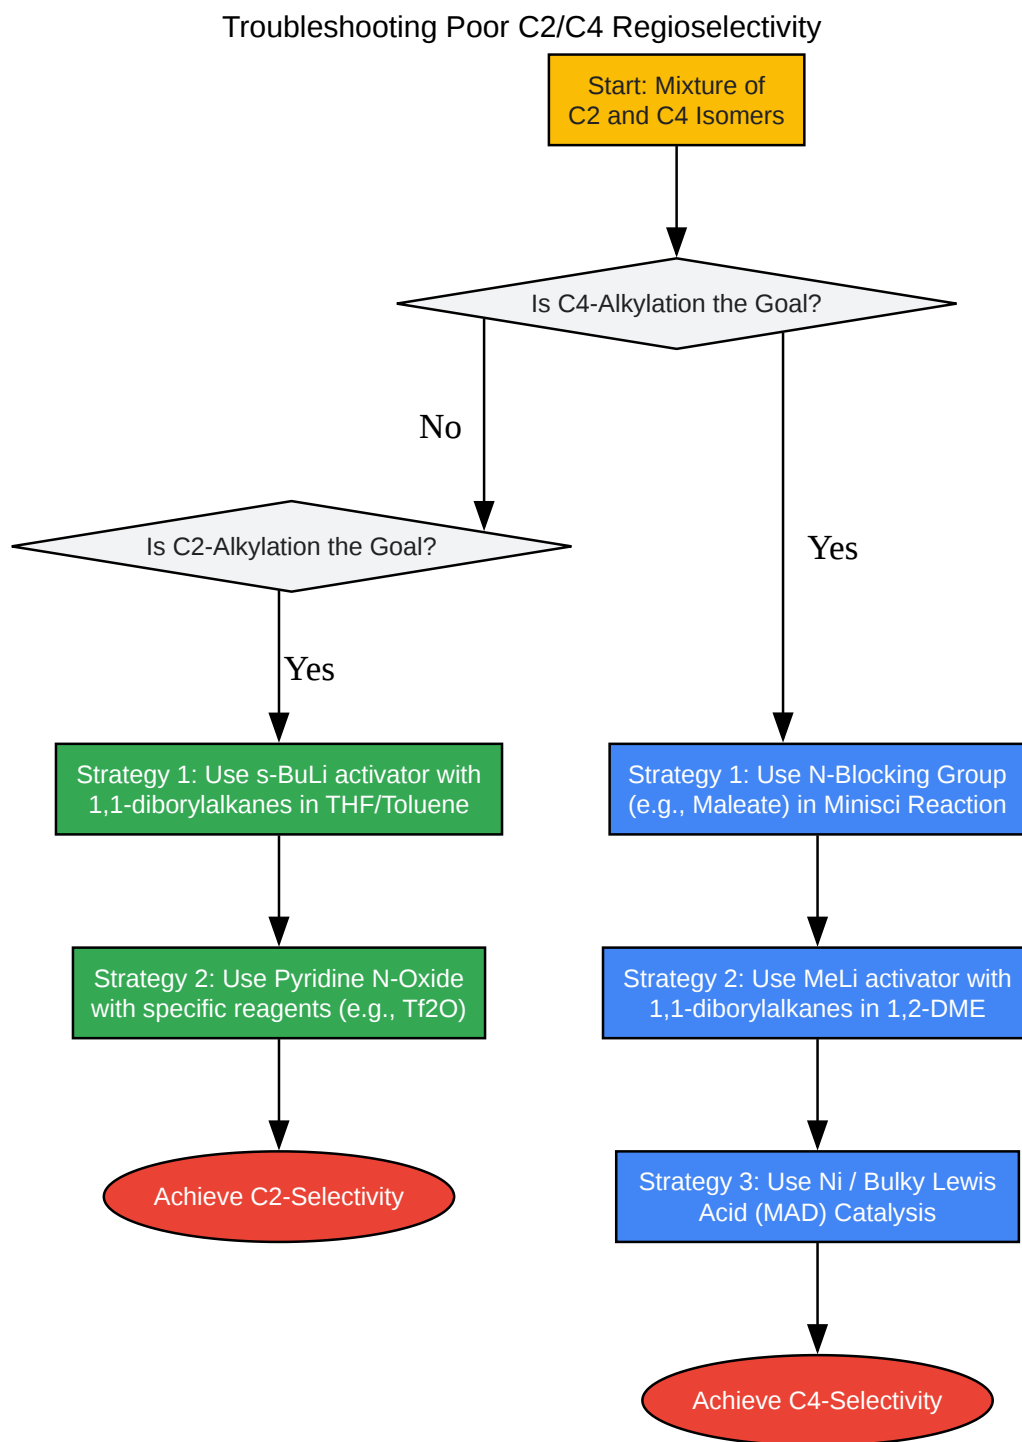 Troubleshooting Poor C2/C4 Regioselectivity
Start: Mixture of
C2 and C4 Isomers
Is C4-Alkylation the Goal?
No
Is C2-Alkylation the Goal?
Yes
Yes
Strategy 1: Use s-BuLi activator with
1,1-diborylalkanes in THF/Toluene
Strategy 1: Use N-Blocking Group
(e.g., Maleate) in Minisci Reaction
Strategy 2: Use Pyridine N-Oxide
with specific reagents (e.g., Tf2O)
Strategy 2: Use MeLi activator with
1,1-diborylalkanes in 1,2-DME
Achieve C2-Selectivity
Strategy 3: Use Ni / Bulky Lewis
Acid (MAD) Catalysis
Achieve C4-Selectivity